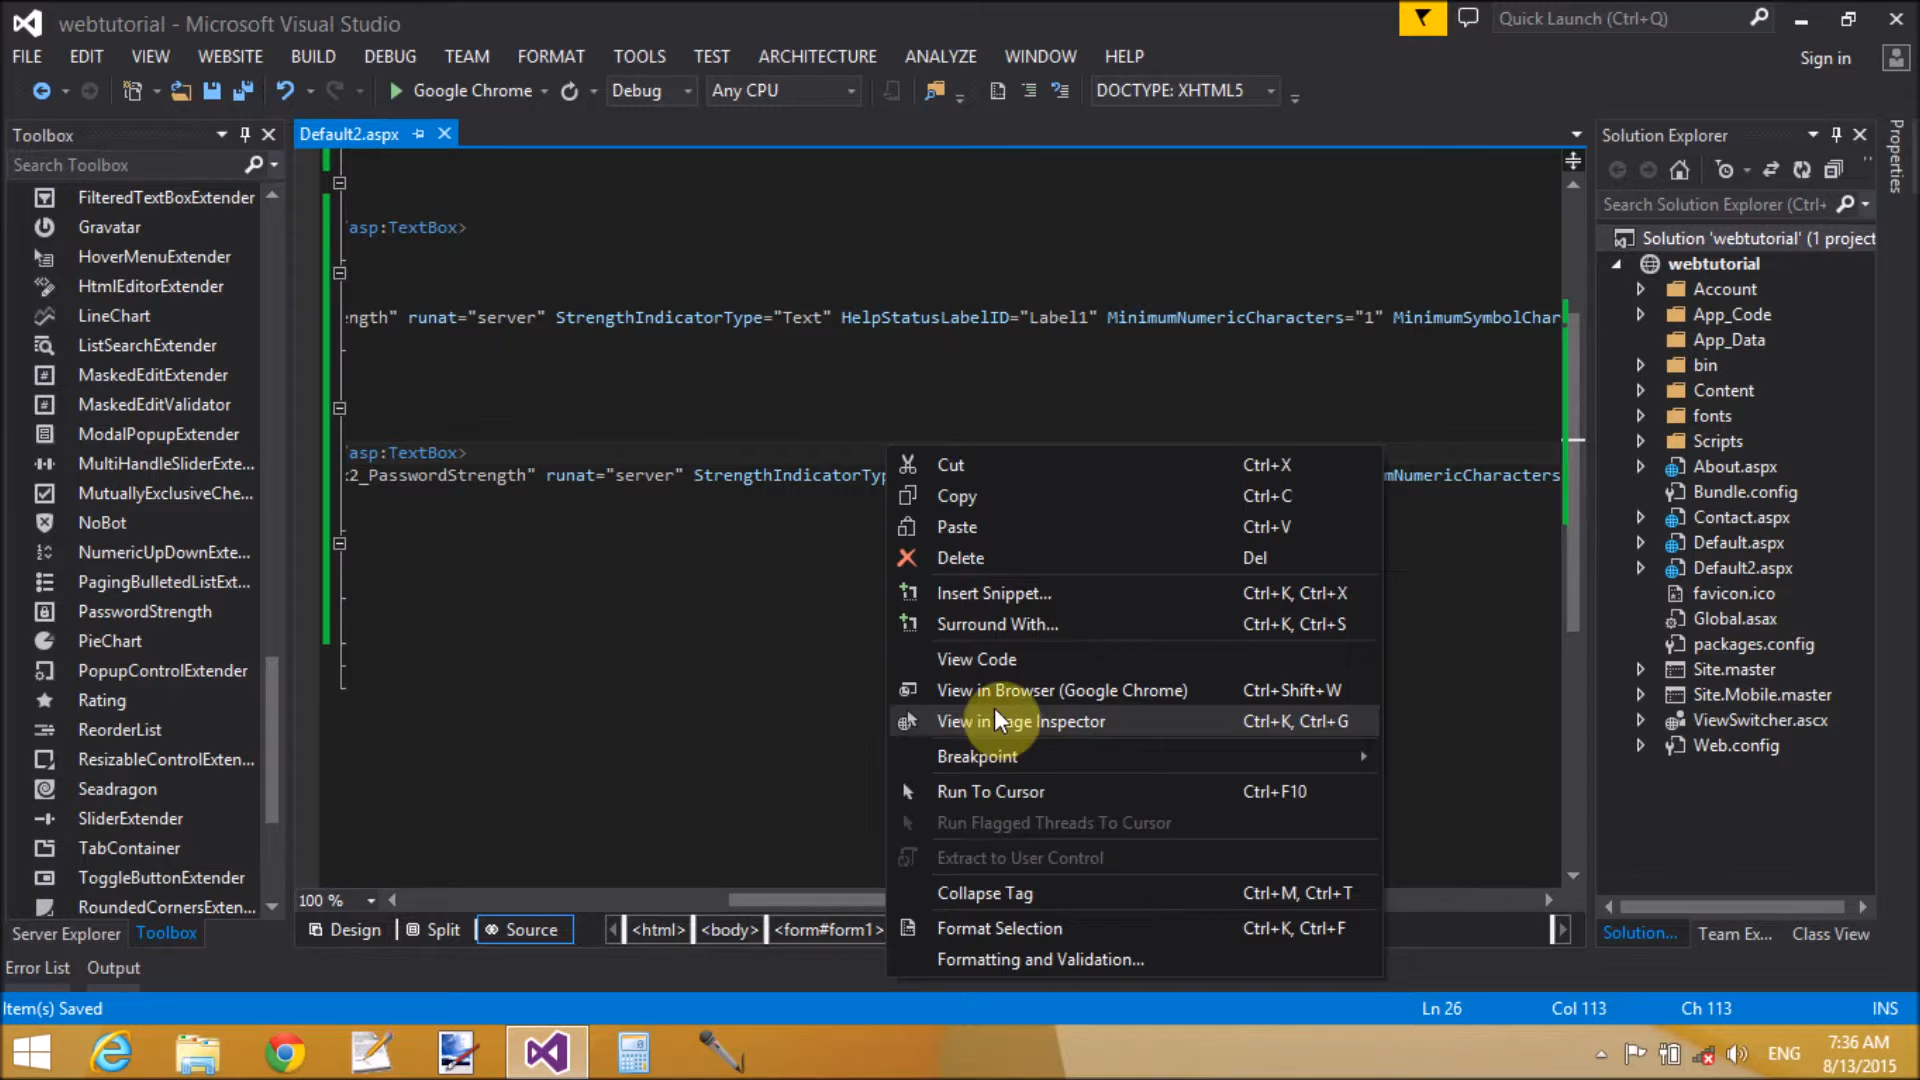 webtutorial - Microsoft Visual Studio
Quick Launch (Ctrl+Q)
FILE EDIT VIEW WEBSITE BUILD DEBUG TEAM FORMAT TOOLS TEST ARCHITECTURE ANALYZE WINDOW HELP
Sign in
Google Chrome Debug Any CPU DOCTYPE: XHTML5
Toolbox
Search Toolbox
FilteredTextBoxExtender
Gravatar
HoverMenuExtender
HtmlEditorExtender
LineChart
ListSearchExtender
MaskedEditExtender
MaskedEditValidator
ModalPopupExtender
MultiHandleSliderExte...
MutuallyExclusiveChe...
NoBot
NumericUpDownExte...
PagingBulletedListExt...
PasswordStrength
PieChart
PopupControlExtender
Rating
ReorderList
ResizableControlExten...
Seadragon
SliderExtender
TabContainer
ToggleButtonExtender
RoundedCornersExten...
Server Explorer Toolbox
Error List Output
Default2.aspx
asp:TextBox>
ength" runat="server" StrengthIndicatorType="Text" HelpStatusLabelID="Label1" MinimumNumericCharacters="1" MinimumSymbolChar
asp:TextBox>
2_PasswordStrength" runat="server" StrengthIndicatorTyp
mNumericCharacters
Cut Ctrl+X
Copy Ctrl+C
Paste Ctrl+V
Delete Del
Insert Snippet... Ctrl+K, Ctrl+X
Surround With... Ctrl+K, Ctrl+S
View Code
View in Browser (Google Chrome) Ctrl+Shift+W
View in Page Inspector Ctrl+K, Ctrl+G
Breakpoint
Run To Cursor Ctrl+F10
Run Flagged Threads To Cursor
Extract to User Control
Collapse Tag Ctrl+M, Ctrl+T
Format Selection Ctrl+K, Ctrl+F
Formatting and Validation...
100 %
Design Split Source <html> <body> <form#form1>
Solution Explorer
Search Solution Explorer (Ctrl+
Solution 'webtutorial' (1 project
webtutorial
Account
App_Code
App_Data
bin
Content
fonts
Scripts
About.aspx
Bundle.config
Contact.aspx
Default.aspx
Default2.aspx
favicon.ico
Global.asax
packages.config
Site.master
Site.Mobile.master
ViewSwitcher.ascx
Web.config
Solution... Team Ex... Class View
Properties
Item(s) Saved Ln 26 Col 113 Ch 113 INS
ENG
7:36 AM
8/13/2015